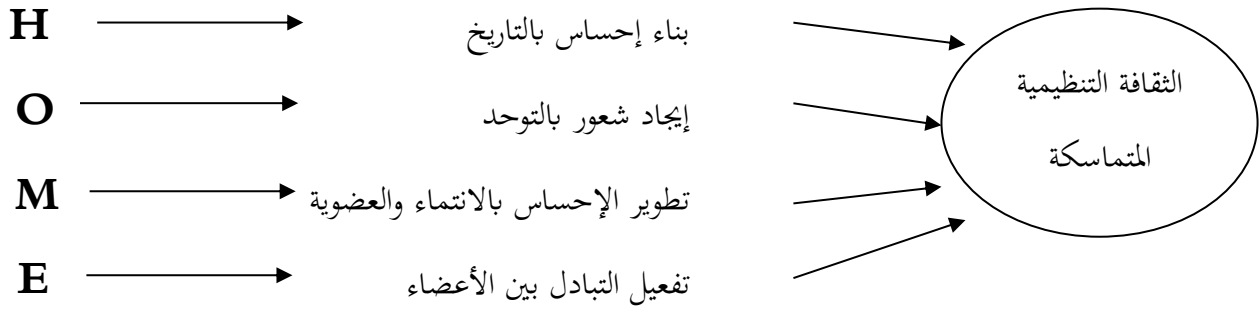 H
بناء إحساس بالتاريخ
O
إيجاد شعور بالتوحد
M
تطوير الإحساس بالانتماء والعضوية
E
تفعيل التبادل بين الأعضاء
الثقافة التنظيمية
المتماسكة